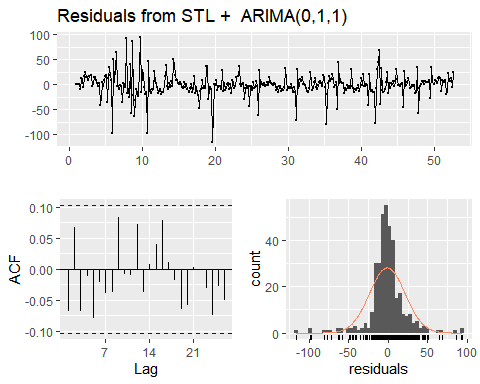 Residuals from STL +  ARIMA(0,1,1)
100
50
0
-50
-100
0 10 20 30 40 50
0.10
0.05
0.00
-0.05
-0.10
ACF
7 14 21
Lag
40
20
0
count
-100 -50 0 50 100
residuals